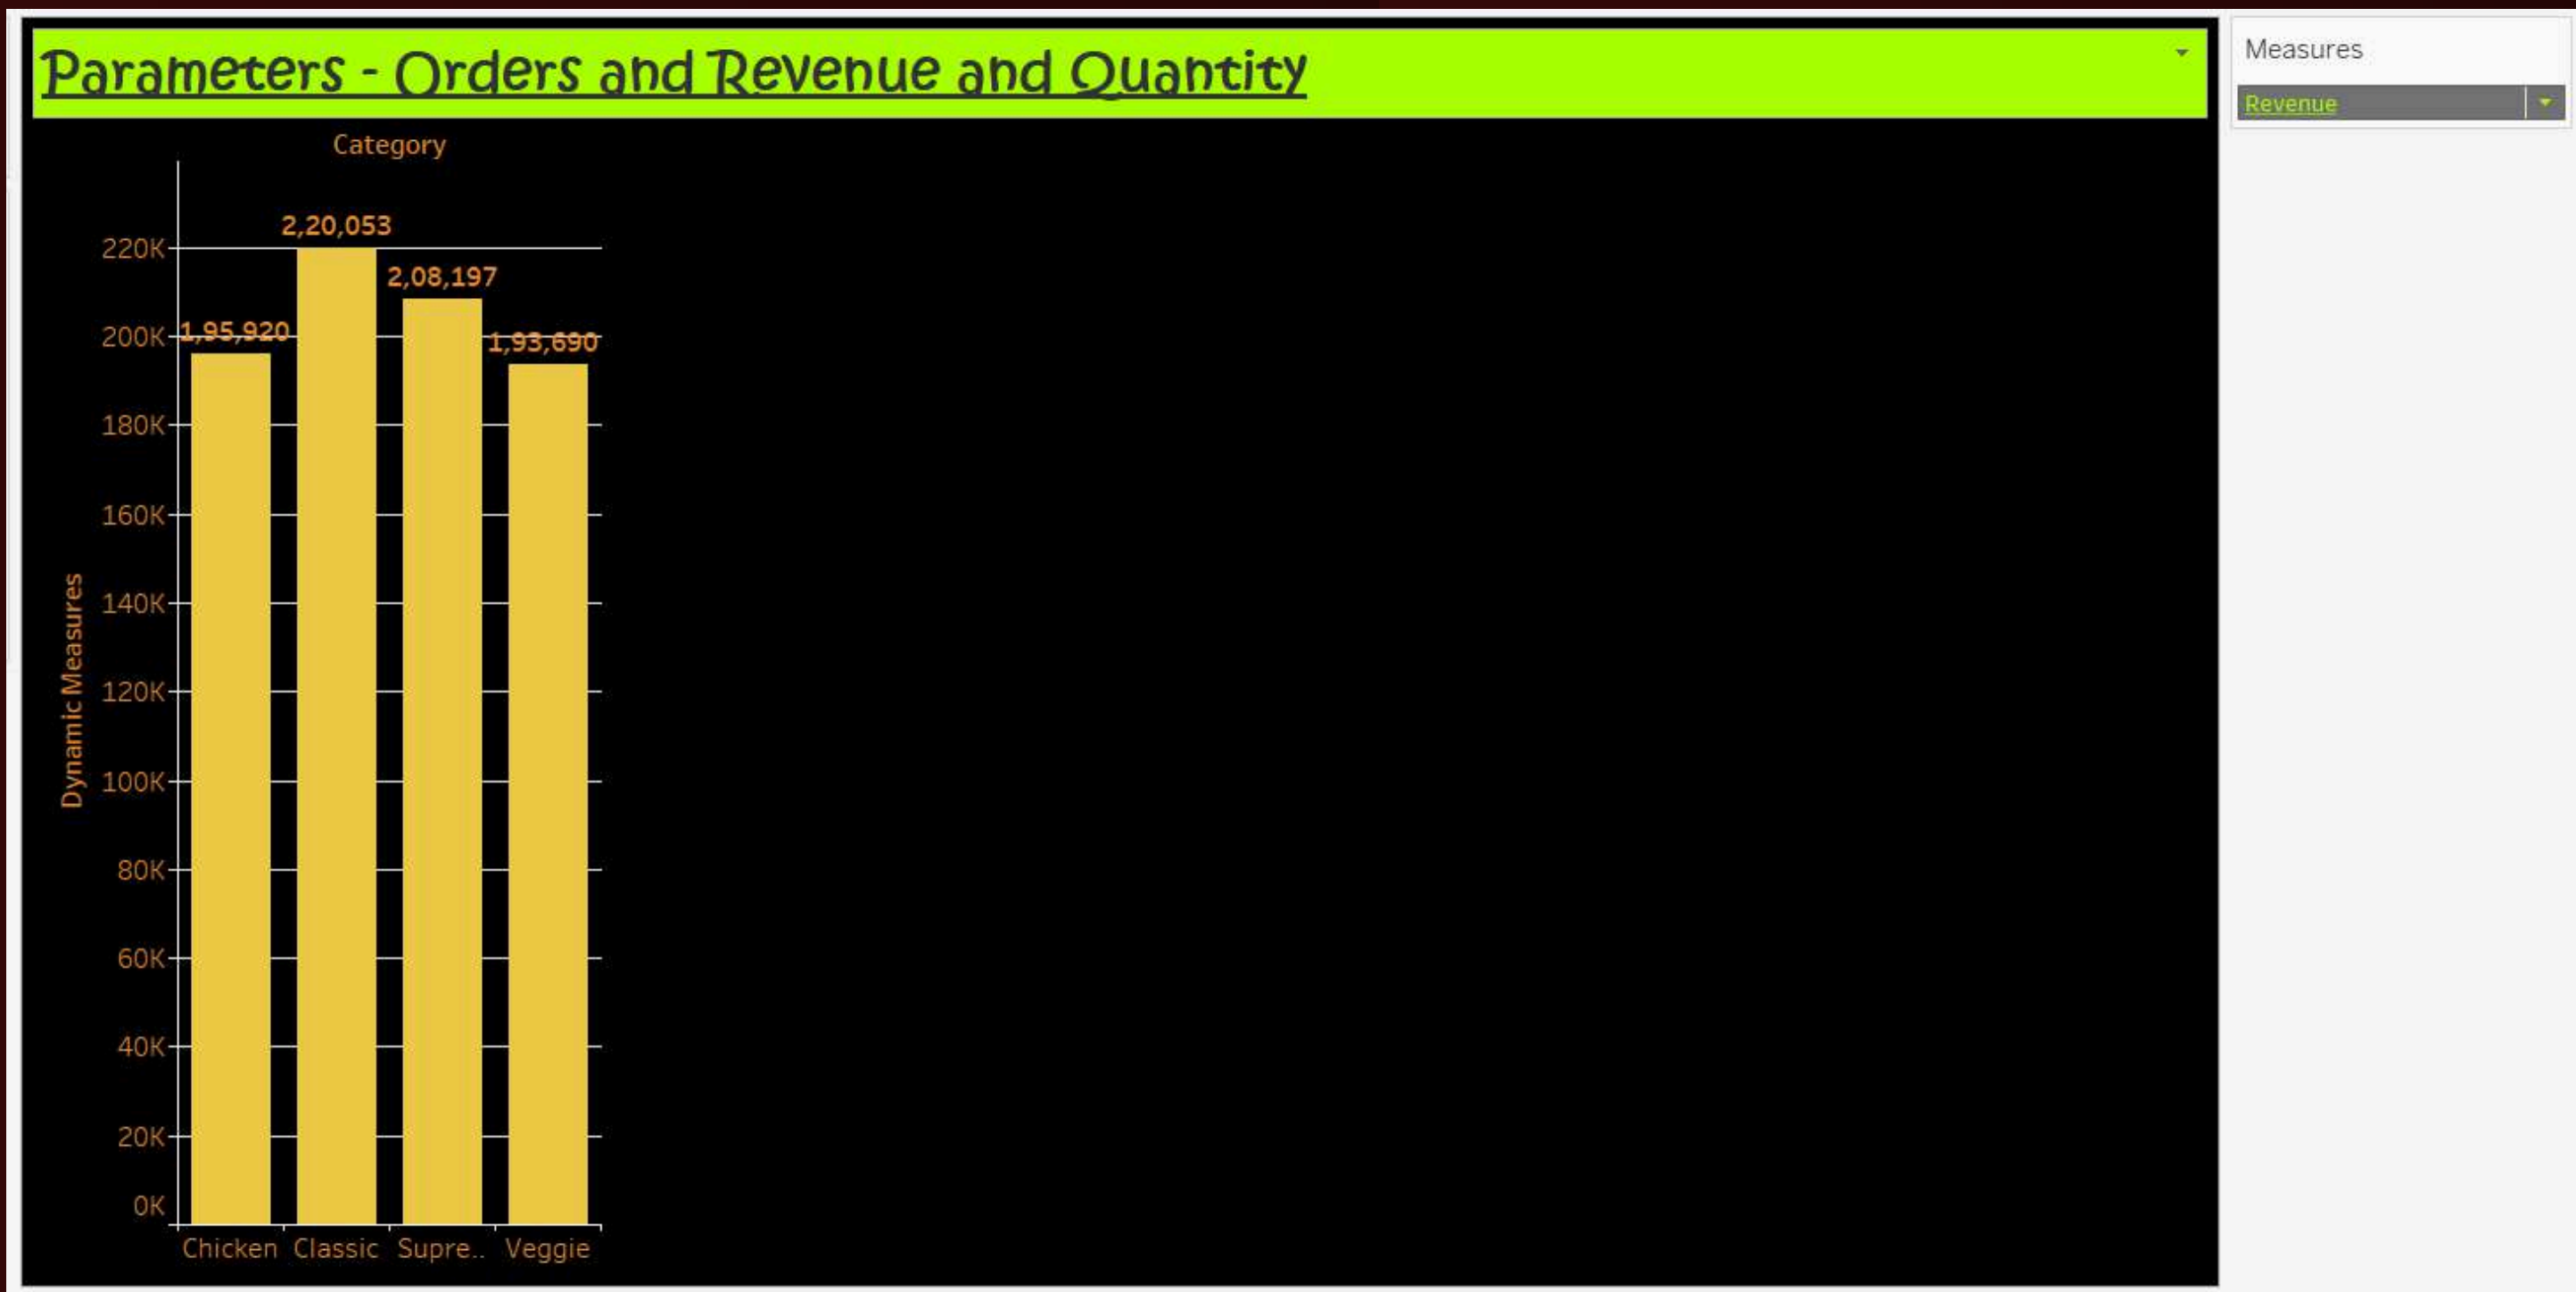 Parameters - Orders and Revenue and Quantity
Measures
Revenue
Category
2,20,053
2,08,197
1,95,920
1,93,690
220K
200K
180K
160K
140K
120K
100K
80K
60K
40K
20K
0K
Dynamic Measures
Chicken Classic Supre.. Veggie